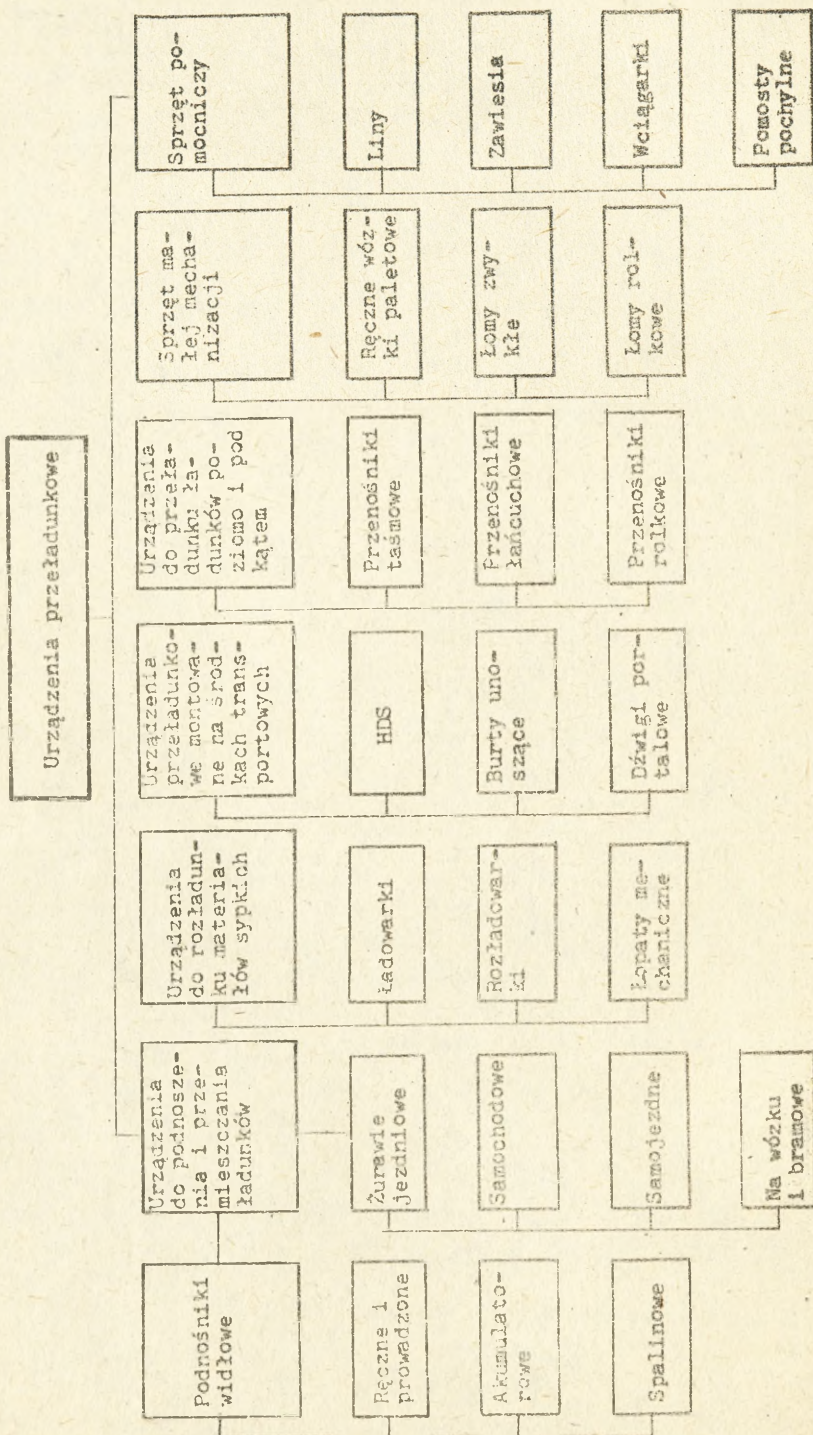 Urządzenia przeładunkowe
Podnośniki
widłowe
Ręczne i
prowadzone
Akumulato-
rowe
Spalinowe
Urządzenia
do podnosze-
nia i prze-
mieszczania
ładunków
Żurawie
jezdniowe
Samochodowe
Samojezdne
Na wózku
i bramowe
Urządzenia
do rozładun-
ku materia-
łów sypkich
Ładowarki
Rozładowar-
ki
Łopaty me-
chaniczne
Urządzenia
przeładunko-
we montowa-
ne na środ-
kach trans-
portowych
HDS
Burty uno-
szące
Dźwigi por-
talowe
Urządzenia
do przeła-
dunku ła-
dunków po-
ziomo i pod
kątem
Przenośniki
taśmowe
Przenośniki
łańcuchowe
Przenośniki
rolkowe
Sprzęt ma-
łej mecha-
nizacji
Ręczne wóz-
ki paletowe
Łomy zwy-
kłe
Łomy rol-
kowe
Sprzęt po-
mocniczy
Liny
Zawiesia
Wciągarki
Pomosty
pochylne